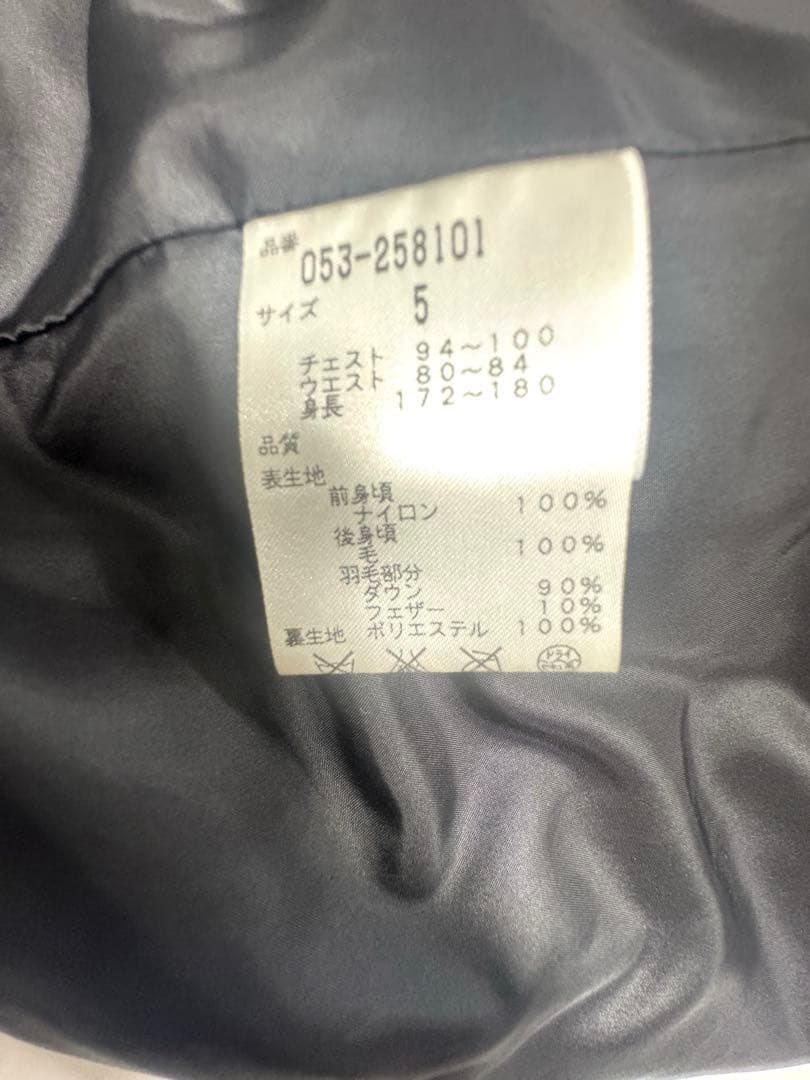 品番 053-258101
サイズ 5
チェスト 94～100
ウエスト 80～84
身長 172～180
品質
表生地
前身頃
ナイロン 100%
後身頃
毛 100%
羽毛部分
ダウン 90%
フェザー 10%
裏生地 ポリエステル 100%
ドライ